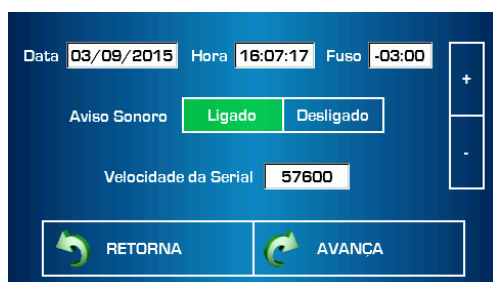 Data 03/09/2015 Hora 16:07:17 Fuso -03:00
+
Aviso Sonoro Ligado Desligado
-
Velocidade da Serial 57600
RETORNA AVANÇA